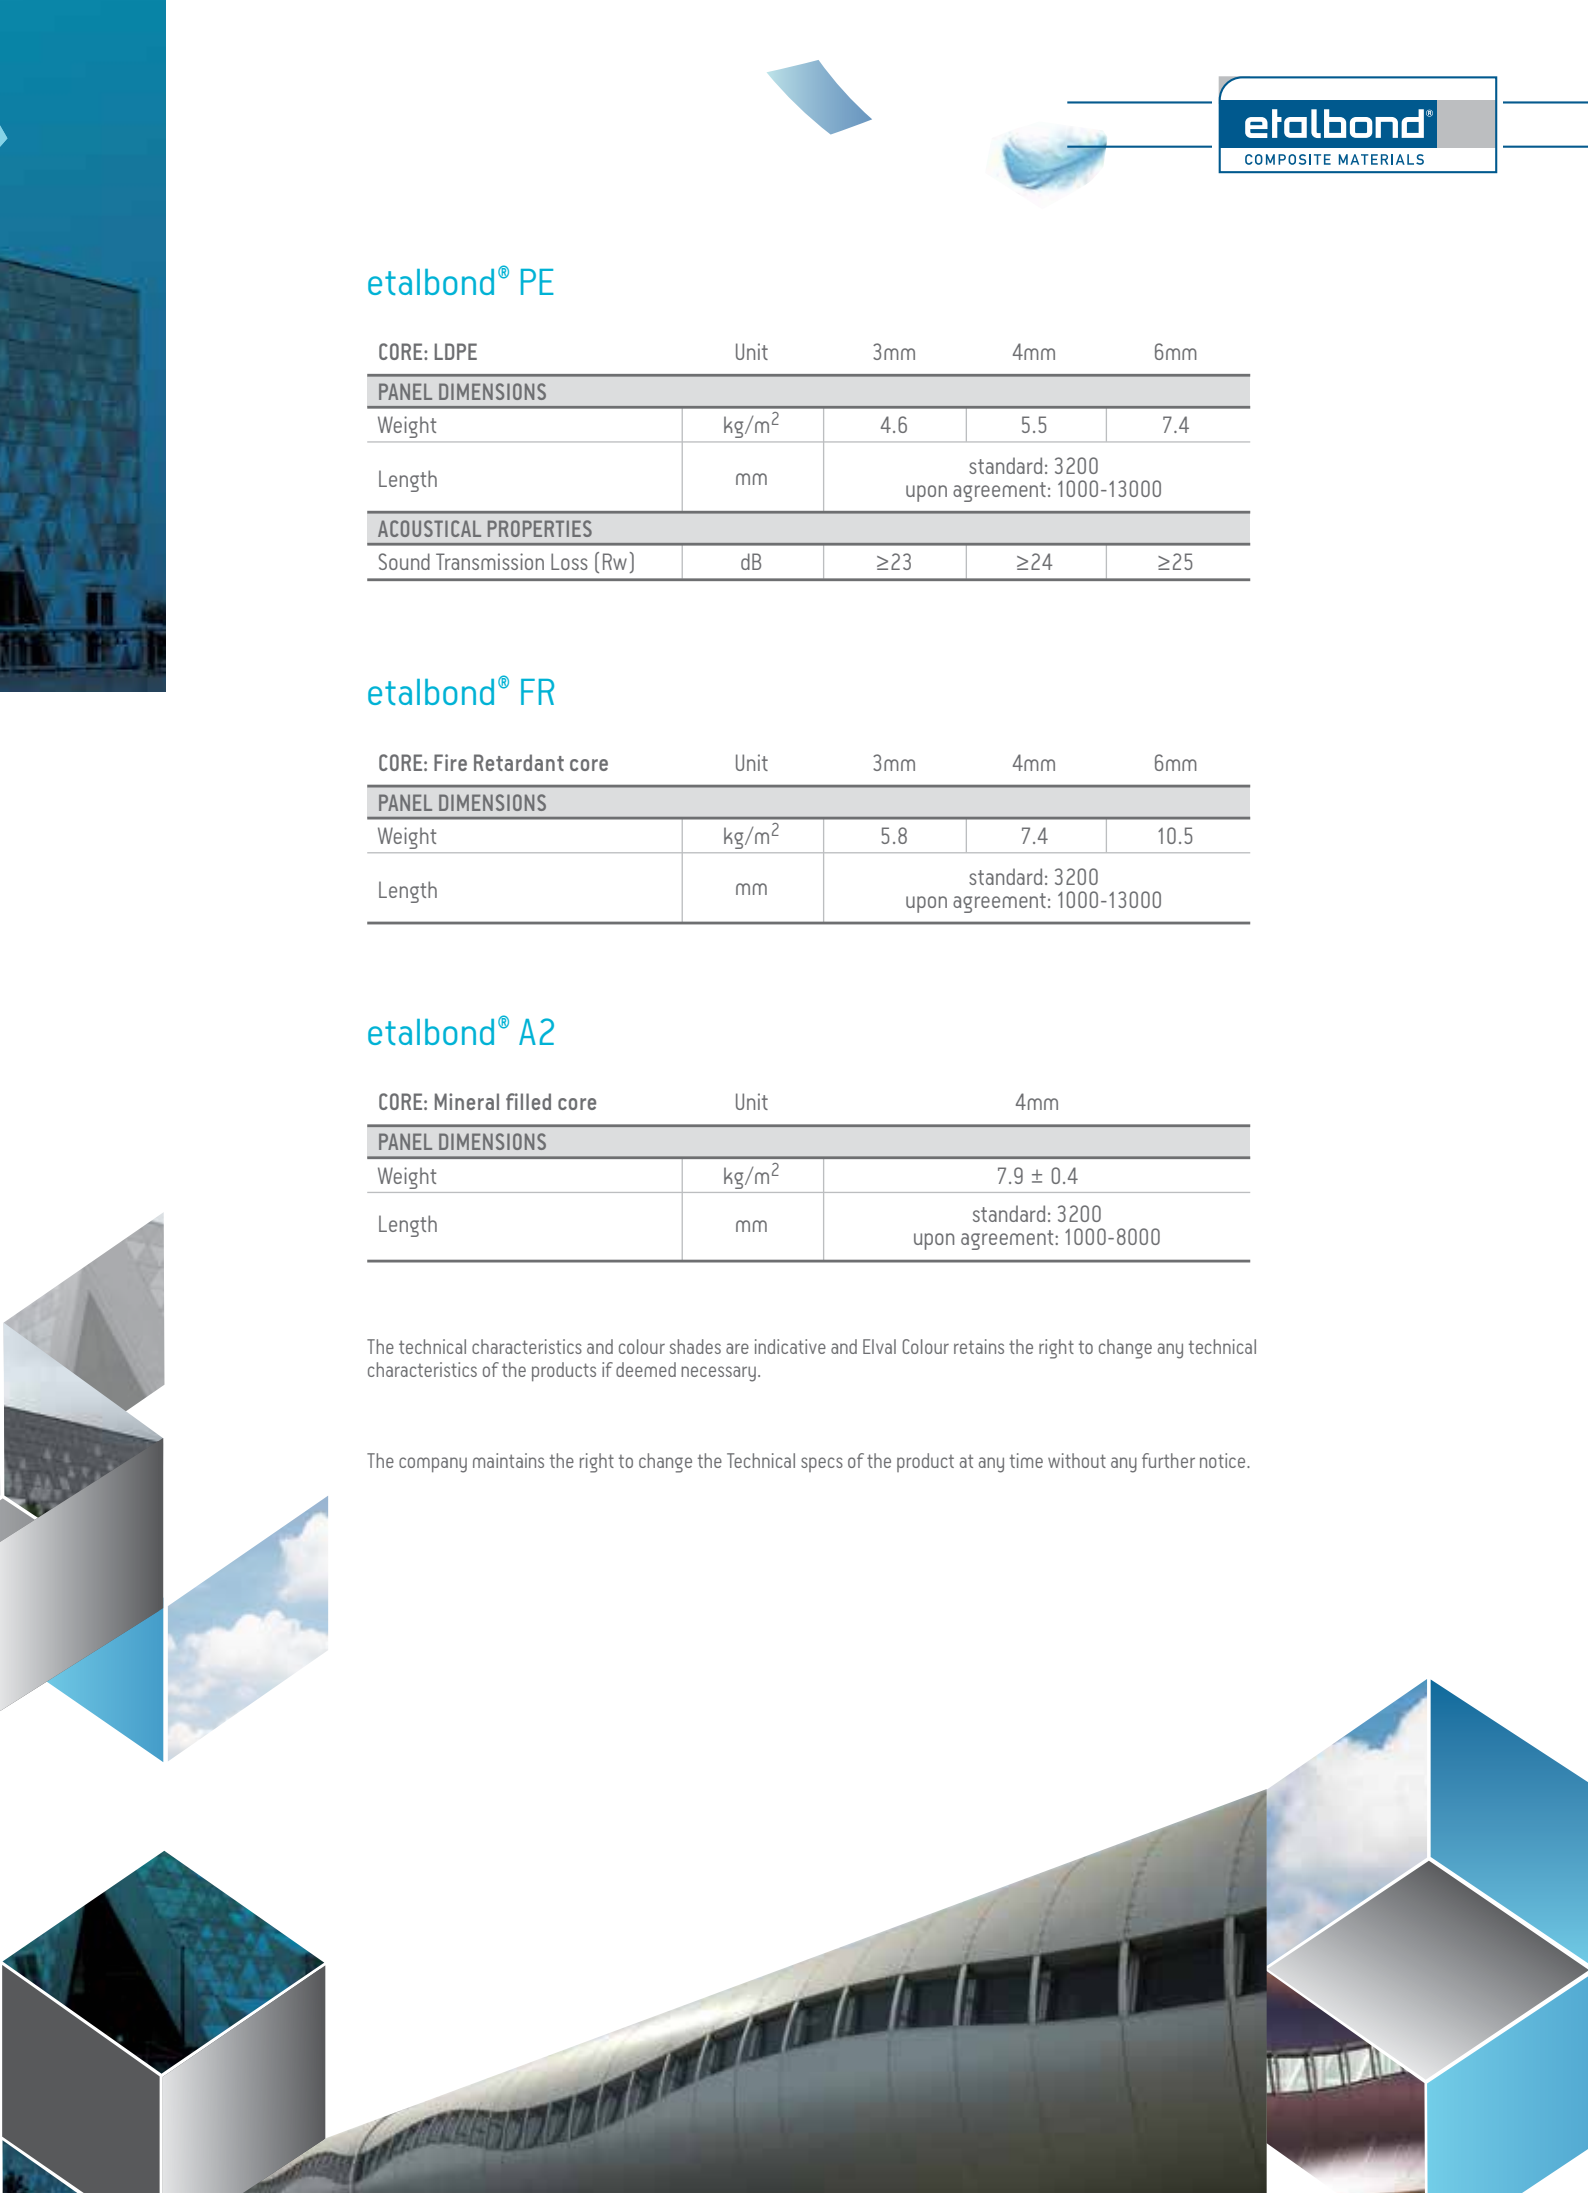 etalbond®
COMPOSITE MATERIALS
etalbond® PE
CORE: LDPE Unit 3mm 4mm 6mm
PANEL DIMENSIONS
Weight kg/m² 4.6 5.5 7.4
Length mm standard: 3200
upon agreement: 1000-13000
ACOUSTICAL PROPERTIES
Sound Transmission Loss (Rw) dB ≥23 ≥24 ≥25
etalbond® FR
CORE: Fire Retardant core Unit 3mm 4mm 6mm
PANEL DIMENSIONS
Weight kg/m² 5.8 7.4 10.5
Length mm standard: 3200
upon agreement: 1000-13000
etalbond® A2
CORE: Mineral filled core Unit 4mm
PANEL DIMENSIONS
Weight kg/m² 7.9 ± 0.4
Length mm standard: 3200
upon agreement: 1000-8000
The technical characteristics and colour shades are indicative and Elval Colour retains the right to change any technical
characteristics of the products if deemed necessary.
The company maintains the right to change the Technical specs of the product at any time without any further notice.